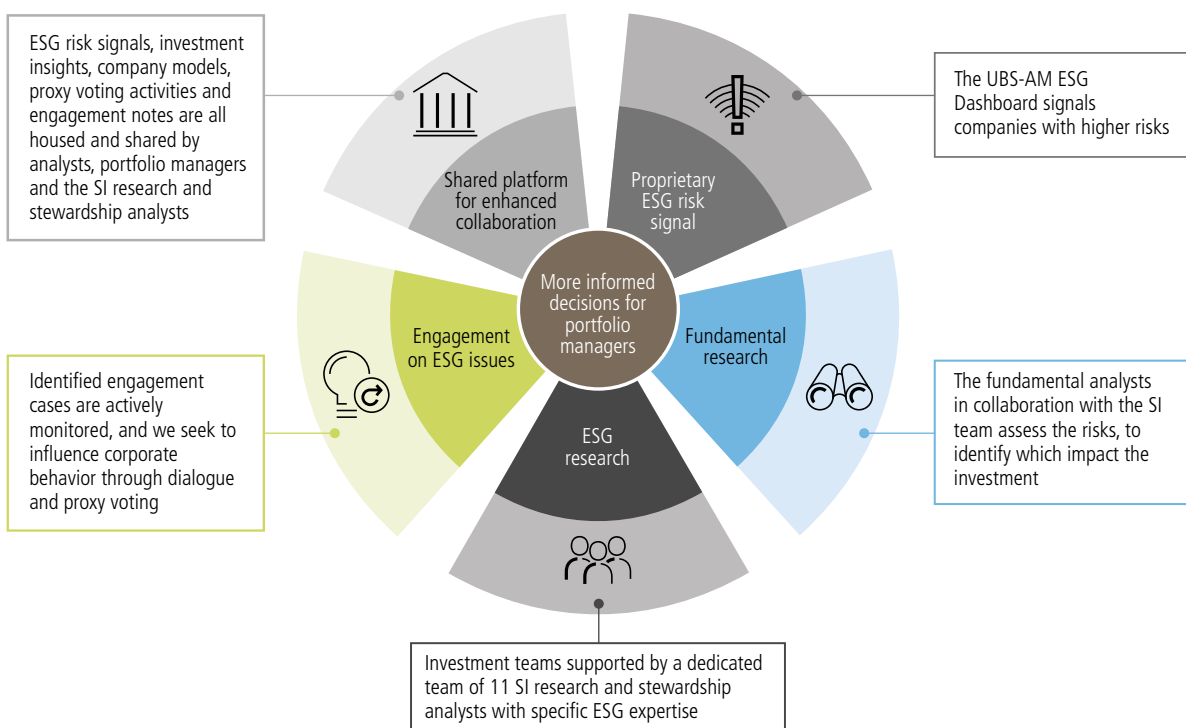 ESG risk signals, investment
insights, company models,
proxy voting activities and
engagement notes are all
housed and shared by
analysts, portfolio managers
and the SI research and
stewardship analysts
The UBS-AM ESG
Dashboard signals
companies with higher risks
Shared platform
for enhanced
collaboration
Proprietary
ESG risk
signal
More informed
decisions for
portfolio
managers
Engagement
on ESG issues
Fundamental
research
Identified engagement
cases are actively
monitored, and we seek to
influence corporate
behavior through dialogue
and proxy voting
The fundamental analysts
in collaboration with the SI
team assess the risks, to
identify which impact the
investment
ESG
research
Investment teams supported by a dedicated
team of 11 SI research and stewardship
analysts with specific ESG expertise